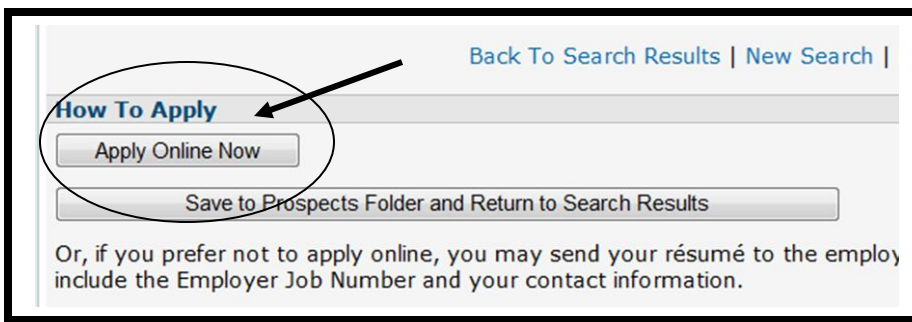 Back To Search Results | New Search |
How To Apply
Apply Online Now
Save to Prospects Folder and Return to Search Results
Or, if you prefer not to apply online, you may send your résumé to the employ
include the Employer Job Number and your contact information.